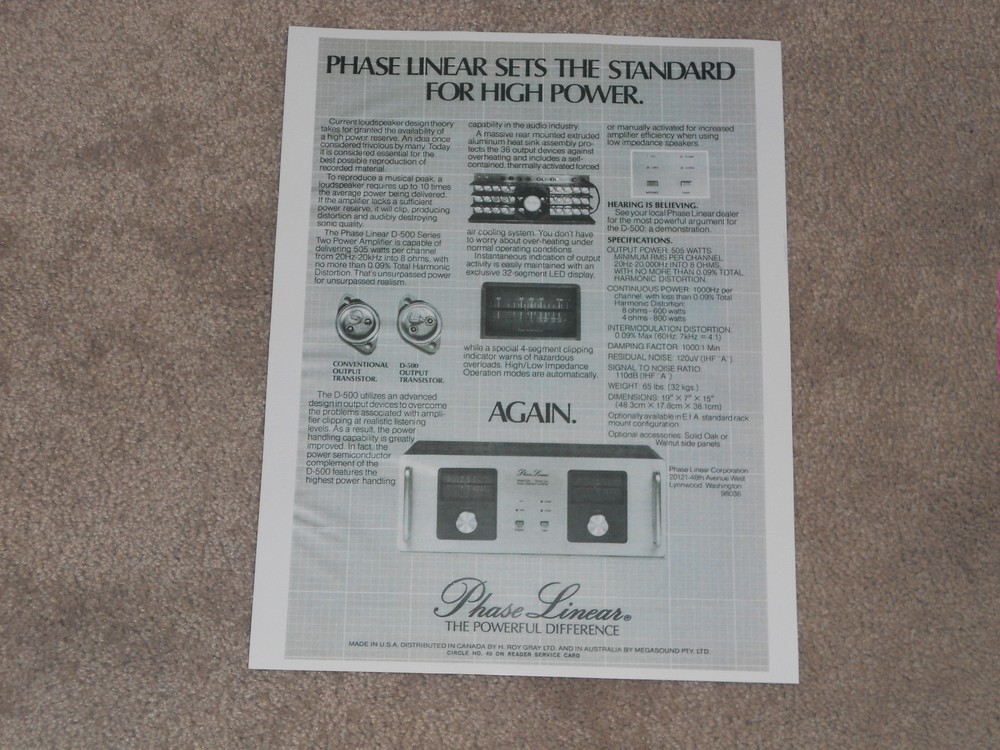 PHASE LINEAR SETS THE STANDARD
FOR HIGH POWER.
Current loudspeaker design theory
takes for granted the availability of
a high power reserve. An idea once
considered frivolous by many. Today
it is considered essential for the
best possible reproduction of
recorded material.
To reproduce a musical peak, a
loudspeaker requires up to 10 times
the average power being delivered.
If the amplifier lacks a sufficient
power reserve, it will clip, producing
distortion and audibly destroying
sonic quality.
The Phase Linear D-500 Series
Two Power Amplifier is capable of
delivering 505 watts per channel
from 20Hz-20kHz into 8 ohms, with
no more than 0.09% Total Harmonic
Distortion. That's unsurpassed power
for unsurpassed realism.
CONVENTIONAL
OUTPUT
TRANSISTOR.
D-500
OUTPUT
TRANSISTOR.
The D-500 utilizes an advanced
design in output devices to overcome
the problems associated with ampli-
fier clipping at realistic listening
levels. As a result, the power
handling capability is greatly
improved. In fact, the
power semiconductor
complement of the
D-500 features the
highest power handling
capability in the audio industry.
A massive rear mounted extruded
aluminum heat sink assembly pro-
tects the 36 output devices against
overheating and includes a self-
contained, thermally activated forced
air cooling system. You don't have
to worry about over-heating under
normal operating conditions.
Instantaneous indication of output
activity is easily maintained with an
exclusive 32-segment LED display,
while a special 4-segment clipping
indicator warns of hazardous
overloads. High/Low Impedance
Operation modes are automatically,
or manually activated for increased
amplifier efficiency when using
low impedance speakers.
HEARING IS BELIEVING.
See your local Phase Linear dealer
for the most powerful argument for
the D-500: a demonstration.
SPECIFICATIONS.
OUTPUT POWER: 505 WATTS
MINIMUM RMS PER CHANNEL
20Hz-20,000Hz INTO 8 OHMS,
WITH NO MORE THAN 0.09% TOTAL
HARMONIC DISTORTION.
CONTINUOUS POWER: 1000Hz per
channel, with less than 0.09% Total
Harmonic Distortion:
8 ohms - 600 watts
4 ohms - 800 watts
INTERMODULATION DISTORTION:
0.09% Max (60Hz: 7kHz = 4:1)
DAMPING FACTOR: 1000:1 Min
RESIDUAL NOISE: 120uV (IHF "A")
SIGNAL TO NOISE RATIO:
110dB (IHF "A")
WEIGHT: 65 lbs. (32 kgs.)
DIMENSIONS: 19" X 7" X 15"
(48.3cm X 17.8cm X 38.1cm)
Optionally available in E.I.A. standard rack
mount configuration.
Optional accessories: Solid Oak or
Walnut side panels.
AGAIN.
Phase Linear Corporation
20121-48th Avenue West
Lynnwood, Washington
98036
Phase Linear
Phase Linear®
THE POWERFUL DIFFERENCE
MADE IN U.S.A. DISTRIBUTED IN CANADA BY H. ROY GRAY LTD. AND IN AUSTRALIA BY MEGASOUND PTY. LTD.
CIRCLE NO. 40 ON READER SERVICE CARD